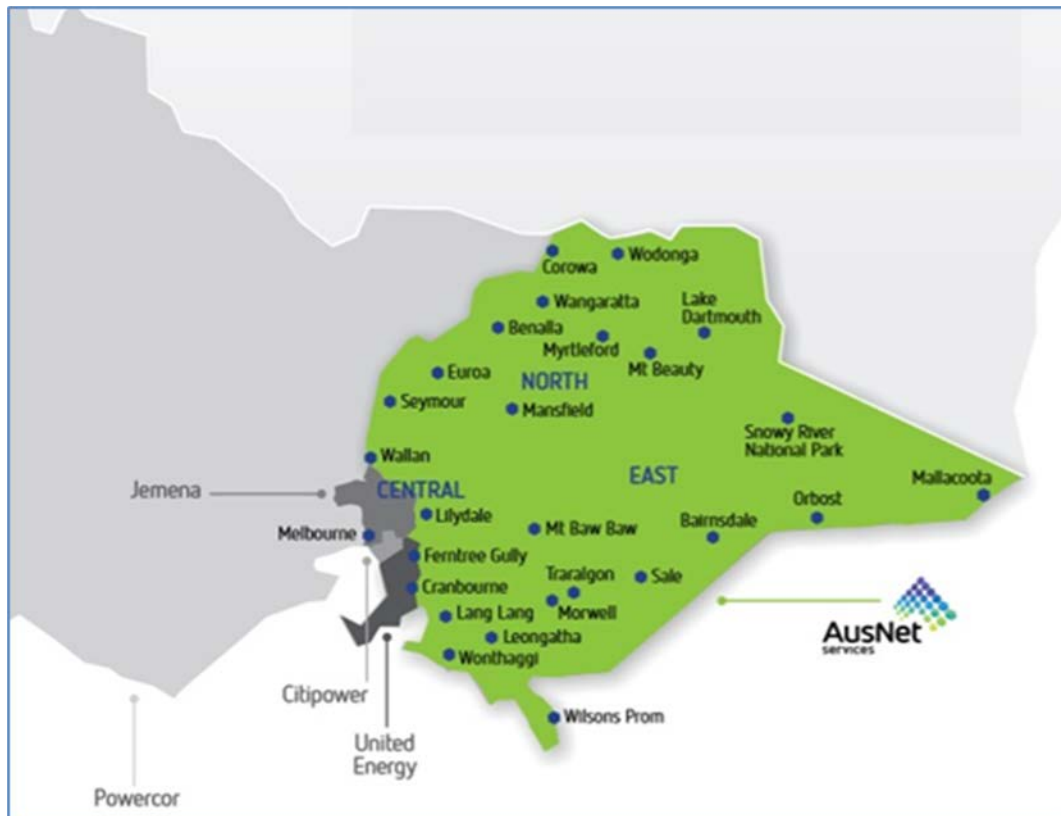 Corowa
Wodonga
Wangaratta
Lake
Dartmouth
Benalla
Myrtleford
Mt Beauty
Euroa
NORTH
Seymour
Mansfield
Snowy River
National Park
Wallan
EAST
Mallacoota
Jemena
CENTRAL
Orbost
Lilydale
Mt Baw Baw
Bairnsdale
Melbourne
Ferntree Gully
Traralgon
Sale
Cranbourne
Morwell
Lang Lang
AusNet
services
Leongatha
Wonthaggi
Citipower
Wilsons Prom
United
Energy
Powercor